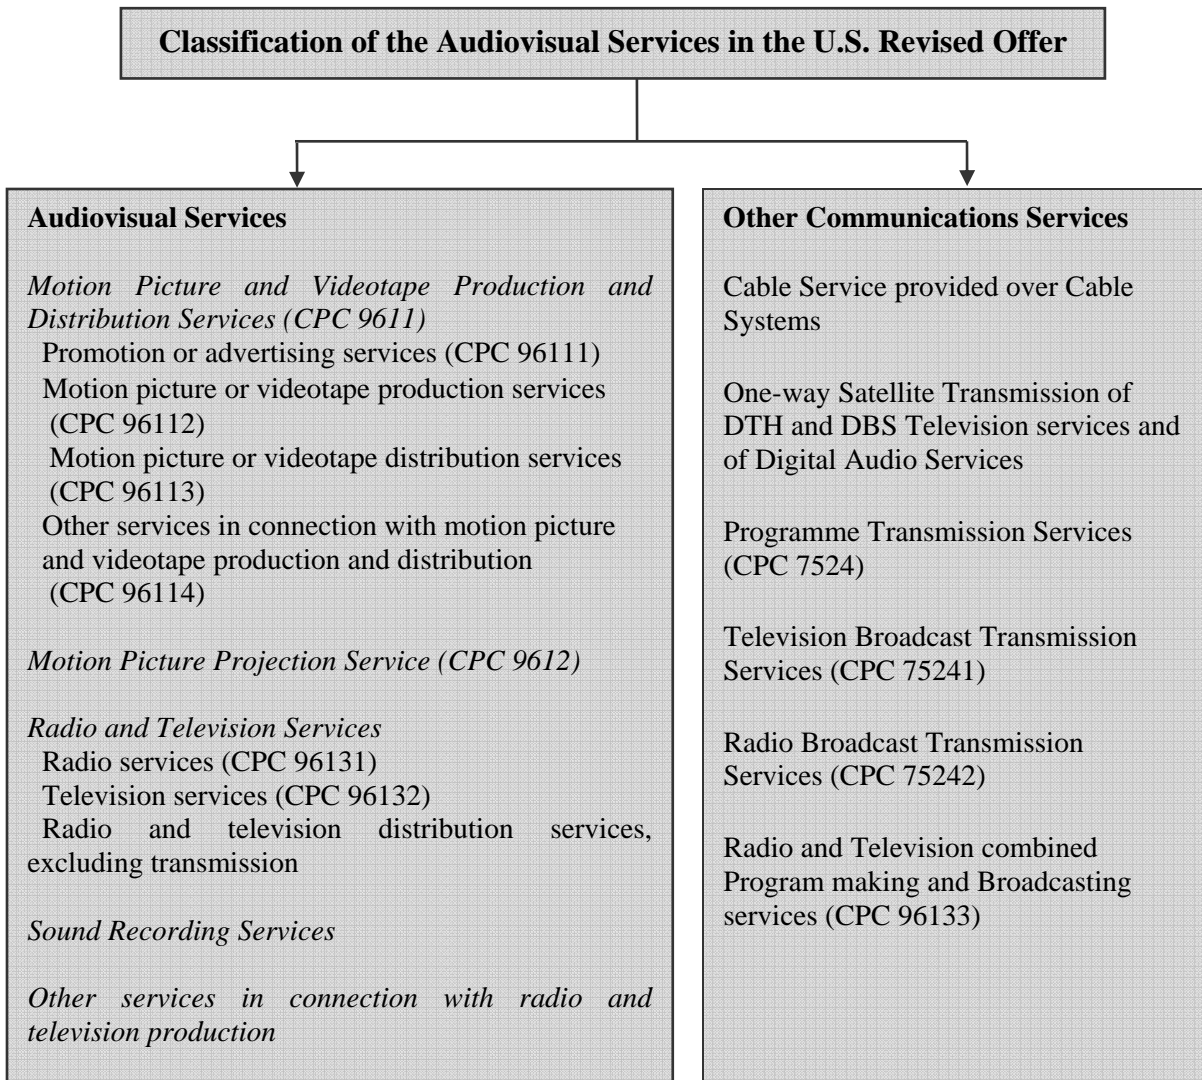 Classification of the Audiovisual Services in the U.S. Revised Offer
Audiovisual Services
Motion Picture and Videotape Production and
Distribution Services (CPC 9611)
Promotion or advertising services (CPC 96111)
Motion picture or videotape production services
(CPC 96112)
Motion picture or videotape distribution services
(CPC 96113)
Other services in connection with motion picture
and videotape production and distribution
(CPC 96114)
Motion Picture Projection Service (CPC 9612)
Radio and Television Services
Radio services (CPC 96131)
Television services (CPC 96132)
Radio and television distribution services,
excluding transmission
Sound Recording Services
Other services in connection with radio and
television production
Other Communications Services
Cable Service provided over Cable
Systems
One-way Satellite Transmission of
DTH and DBS Television services and
of Digital Audio Services
Programme Transmission Services
(CPC 7524)
Television Broadcast Transmission
Services (CPC 75241)
Radio Broadcast Transmission
Services (CPC 75242)
Radio and Television combined
Program making and Broadcasting
services (CPC 96133)